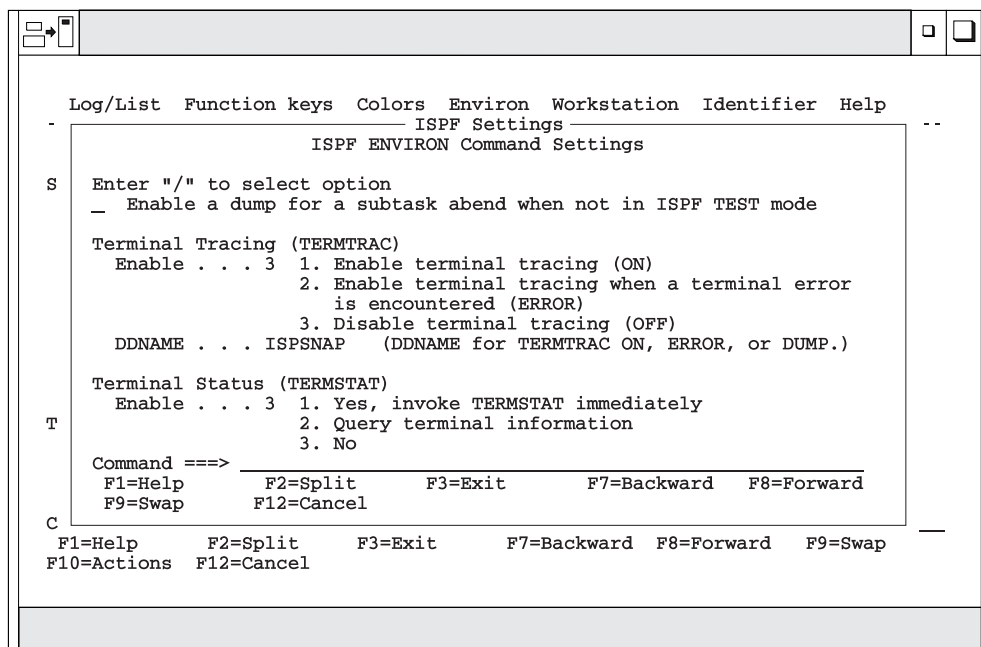 Log/List Function keys Colors Environ Workstation Identifier Help
- ISPF Settings --
ISPF ENVIRON Command Settings
S Enter "/" to select option
_ Enable a dump for a subtask abend when not in ISPF TEST mode
Terminal Tracing (TERMTRAC)
Enable . . . 3 1. Enable terminal tracing (ON)
2. Enable terminal tracing when a terminal error
is encountered (ERROR)
3. Disable terminal tracing (OFF)
DDNAME . . . ISPSNAP (DDNAME for TERMTRAC ON, ERROR, or DUMP.)
Terminal Status (TERMSTAT)
Enable . . . 3 1. Yes, invoke TERMSTAT immediately
T 2. Query terminal information
3. No
Command ===>
F1=Help F2=Split F3=Exit F7=Backward F8=Forward
F9=Swap F12=Cancel
C
F1=Help F2=Split F3=Exit F7=Backward F8=Forward F9=Swap
F10=Actions F12=Cancel